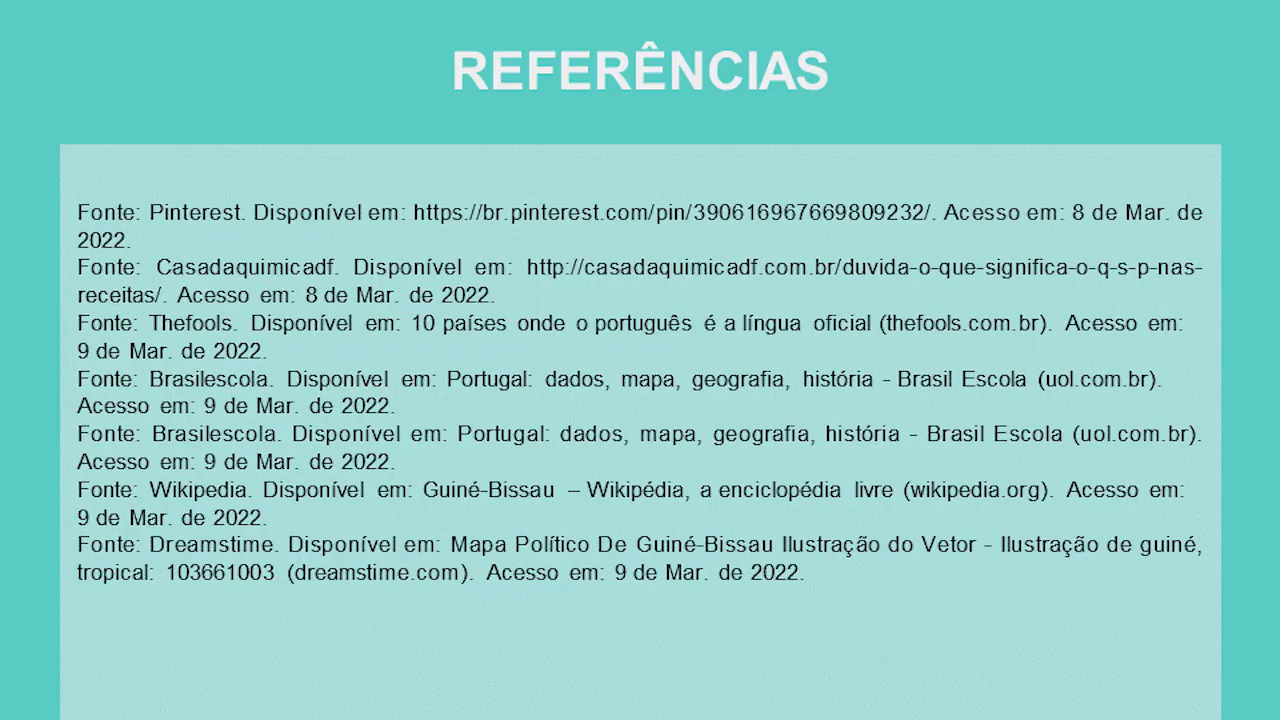 REFERÊNCIAS
Fonte: Pinterest. Disponível em: https://br.pinterest.com/pin/390616967669809232/. Acesso em: 8 de Mar. de
2022.
Fonte: Casadaquimicadf. Disponível em: http://casadaquimicadf.com.br/duvida-o-que-significa-o-q-s-p-nas-
receitas/. Acesso em: 8 de Mar. de 2022.
Fonte: Thefools. Disponível em: 10 países onde o português é a língua oficial (thefools.com.br). Acesso em:
9 de Mar. de 2022.
Fonte: Brasilescola. Disponível em: Portugal: dados, mapa, geografia, história - Brasil Escola (uol.com.br).
Acesso em: 9 de Mar. de 2022.
Fonte: Brasilescola. Disponível em: Portugal: dados, mapa, geografia, história - Brasil Escola (uol.com.br).
Acesso em: 9 de Mar. de 2022.
Fonte: Wikipedia. Disponível em: Guiné-Bissau – Wikipédia, a enciclopédia livre (wikipedia.org). Acesso em:
9 de Mar. de 2022.
Fonte: Dreamstime. Disponível em: Mapa Político De Guiné-Bissau Ilustração do Vetor - Ilustração de guiné,
tropical: 103661003 (dreamstime.com). Acesso em: 9 de Mar. de 2022.